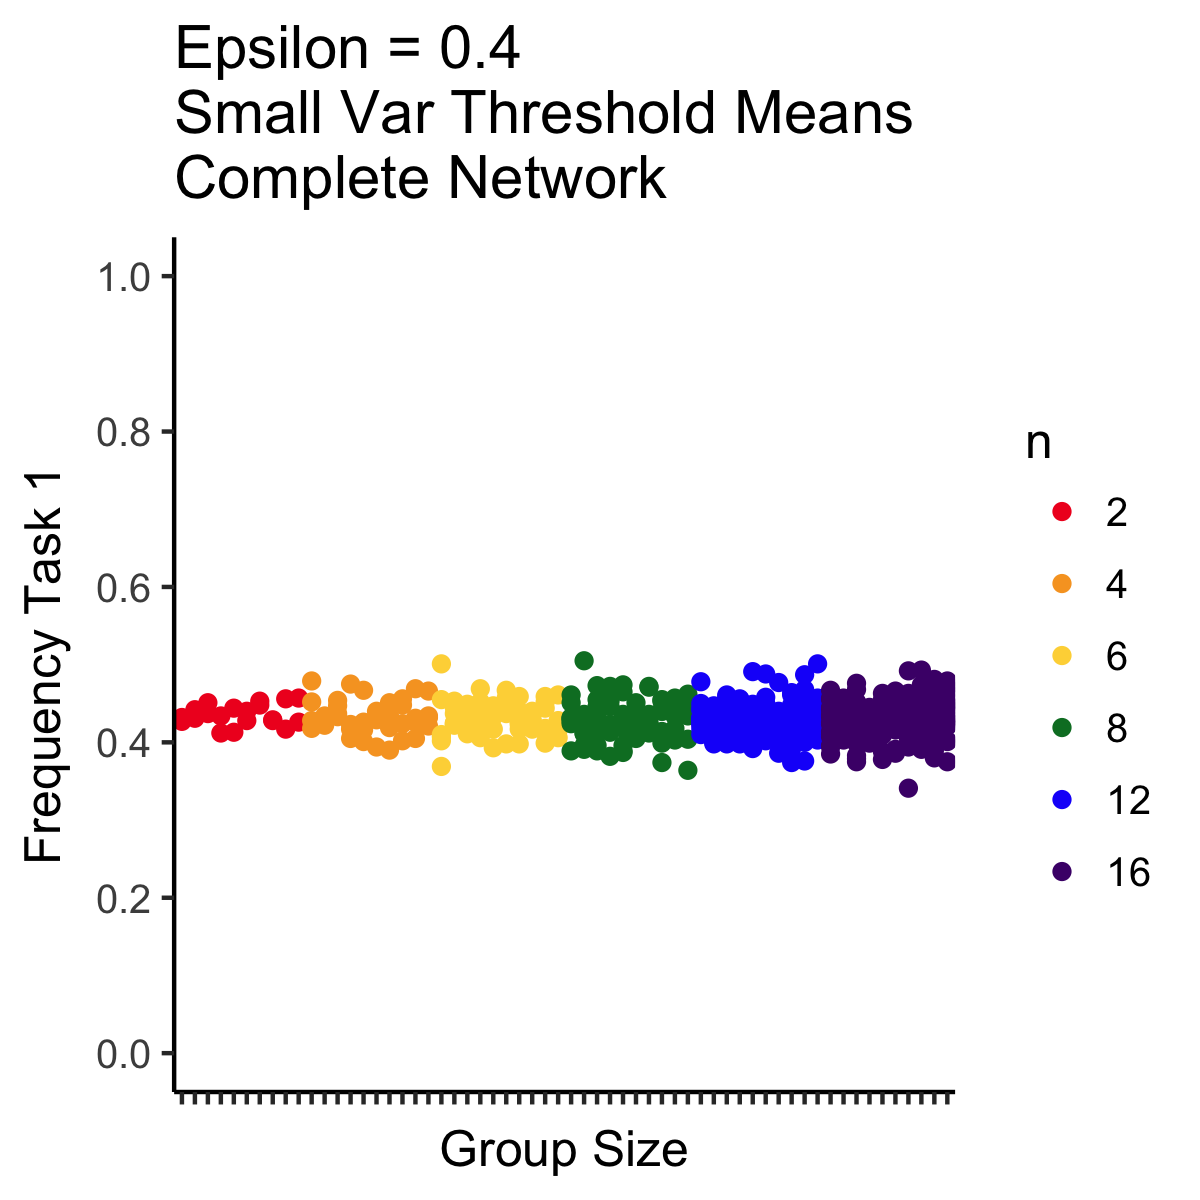 Epsilon = 0.4
Small Var Threshold Means
Complete Network
Frequency Task 1
1.0
0.8
0.6
0.4
0.2
0.0
Group Size
n
2
4
6
8
12
16